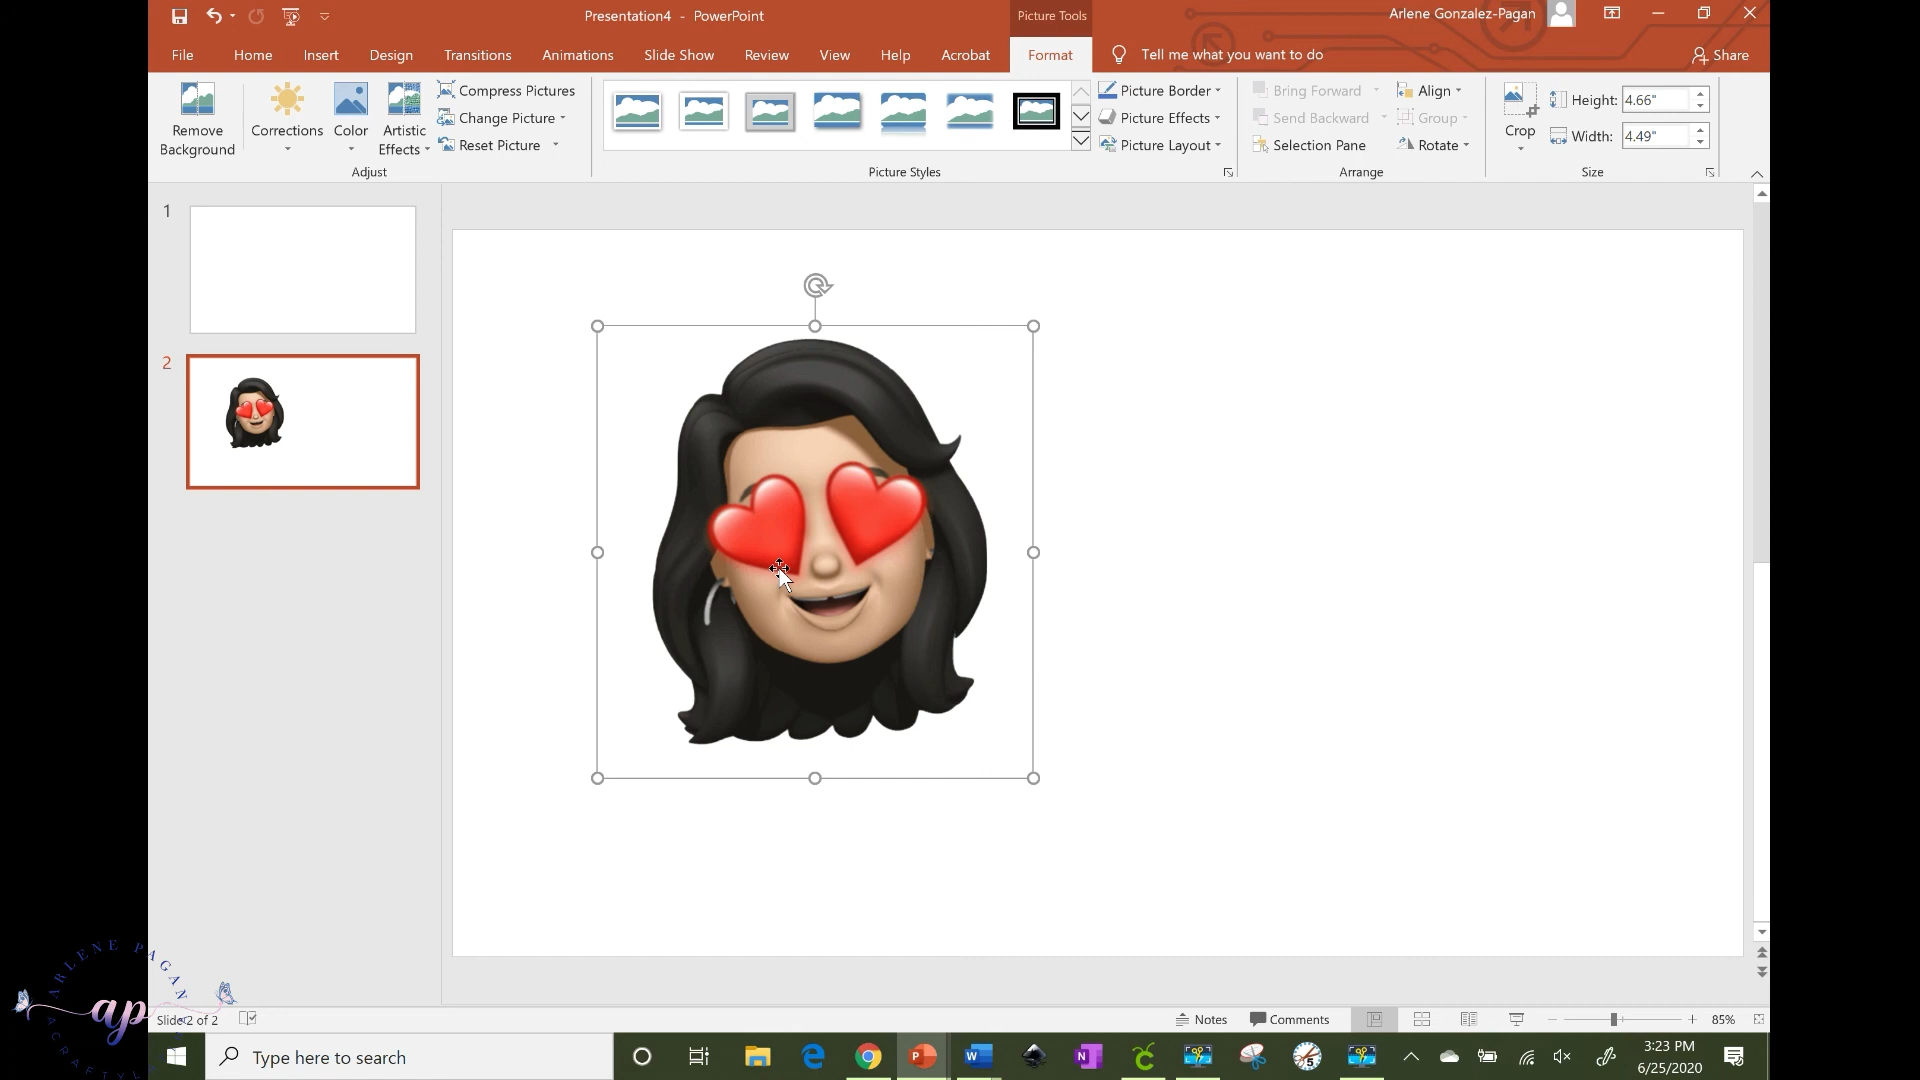 Presentation4 - PowerPoint
Picture Tools
Arlene Gonzalez-Pagan
File Home Insert Design Transitions Animations Slide Show Review View Help Acrobat Format Tell me what you want to do Share
Remove Background
Corrections
Color
Artistic Effects
Compress Pictures
Change Picture
Reset Picture
Adjust
Picture Styles
Picture Border
Picture Effects
Picture Layout
Bring Forward
Send Backward
Selection Pane
Align
Group
Rotate
Arrange
Crop
Height: 4.66"
Width: 4.49"
Size
1
2
ARLENE PAGAN
ap
Slide 2 of 2
Notes
Comments
85%
Type here to search
3:23 PM
6/25/2020